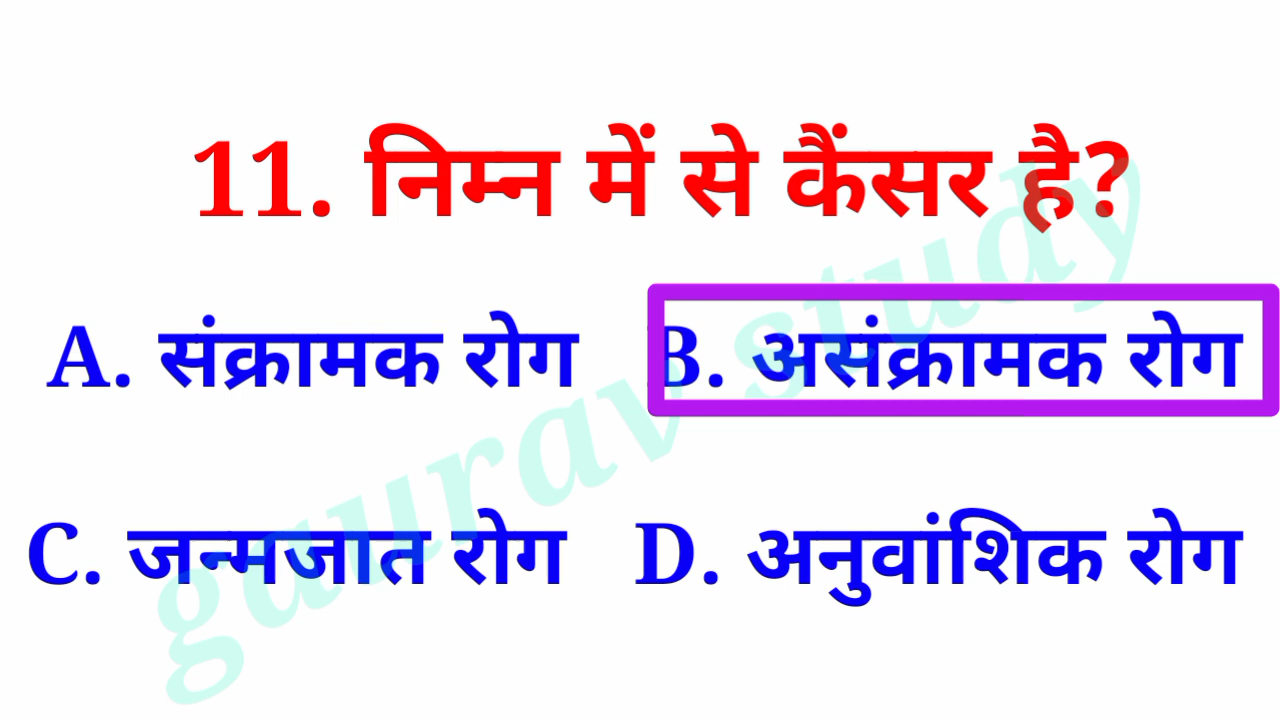 11. निम्न में से कैंसर है?
A. संक्रामक रोग B. असंक्रामक रोग
C. जन्मजात रोग D. अनुवांशिक रोग
gaurav study